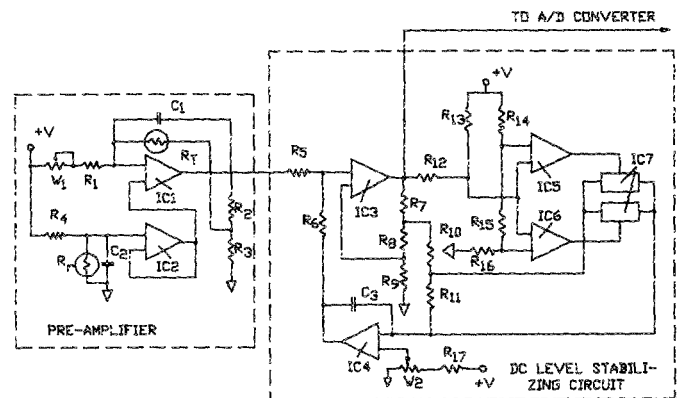 TO A/D CONVERTER
+V
C1
RT
W1
R1
IC1
R4
R2
Rr
C2
IC2
R3
PRE-AMPLIFIER
R5
IC3
R12
+V
R13
R14
IC5
IC7
R7
R6
R8
R10
R15
IC6
R16
R9
R11
C3
IC4
W2
R17
+V
DC LEVEL STABILI-
ZING CIRCUIT